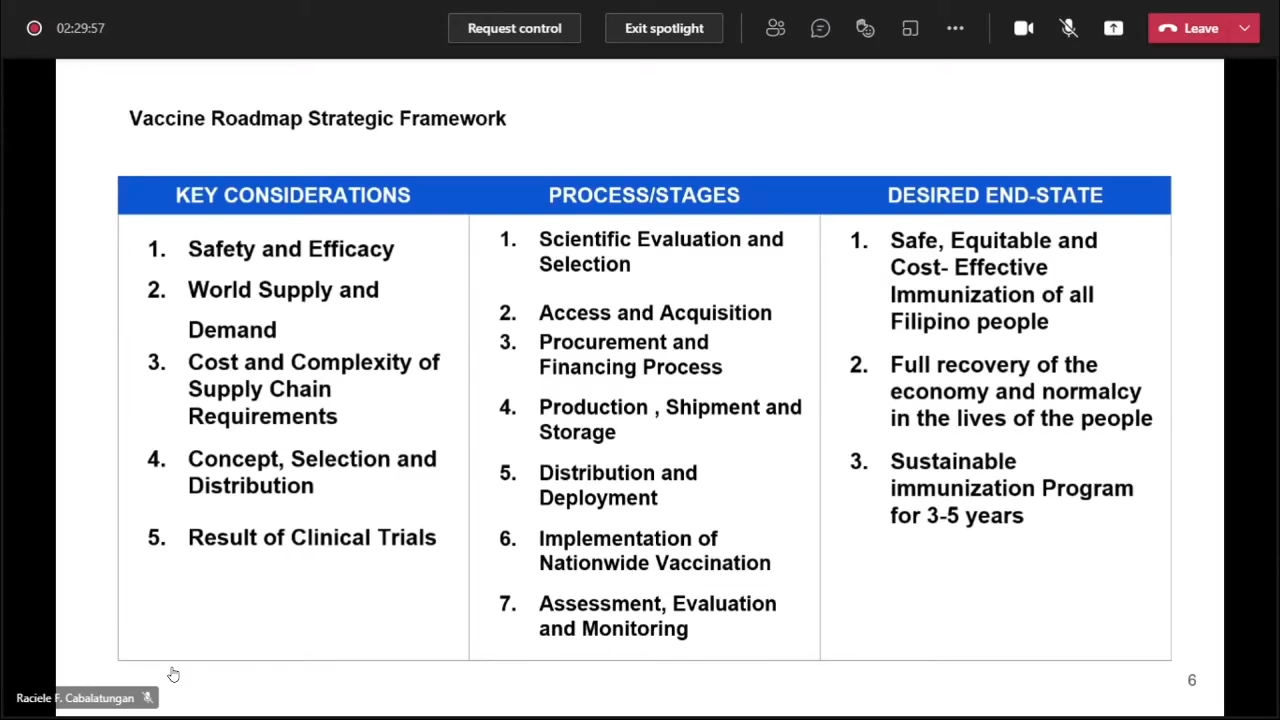 02:29:57
Request control
Exit spotlight
Leave
Vaccine Roadmap Strategic Framework
KEY CONSIDERATIONS
1. Safety and Efficacy
2. World Supply and
Demand
3. Cost and Complexity of
Supply Chain
Requirements
4. Concept, Selection and
Distribution
5. Result of Clinical Trials
PROCESS/STAGES
1. Scientific Evaluation and
Selection
2. Access and Acquisition
3. Procurement and
Financing Process
4. Production , Shipment and
Storage
5. Distribution and
Deployment
6. Implementation of
Nationwide Vaccination
7. Assessment, Evaluation
and Monitoring
DESIRED END-STATE
1. Safe, Equitable and
Cost- Effective
Immunization of all
Filipino people
2. Full recovery of the
economy and normalcy
in the lives of the people
3. Sustainable
immunization Program
for 3-5 years
6
Raciele F. Cabalatungan